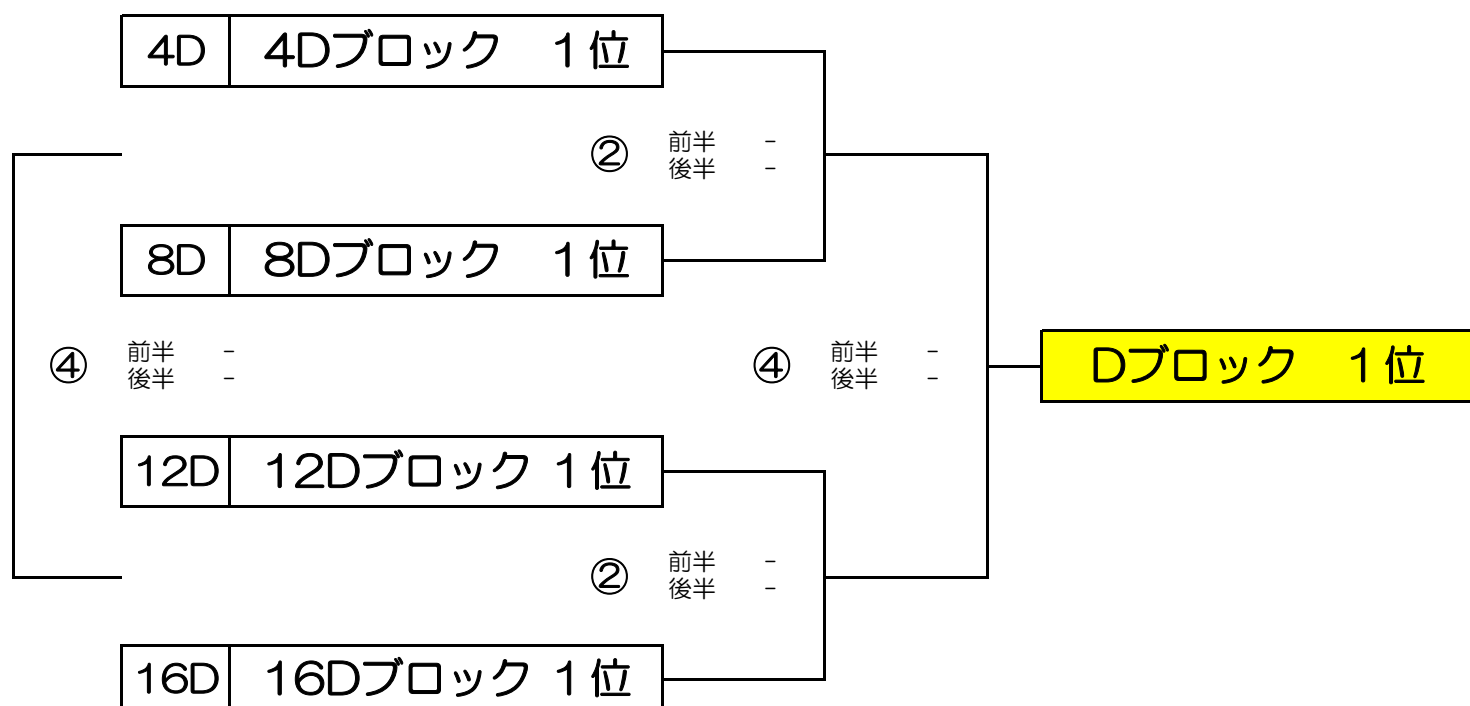 4D 4Dブロック　１位
② 前半 -
後半 -
8D 8Dブロック　１位
④ 前半 -
後半 -
④ 前半 -
後半 -
Dブロック　１位
12D 12Dブロック １位
② 前半 -
後半 -
16D 16Dブロック １位